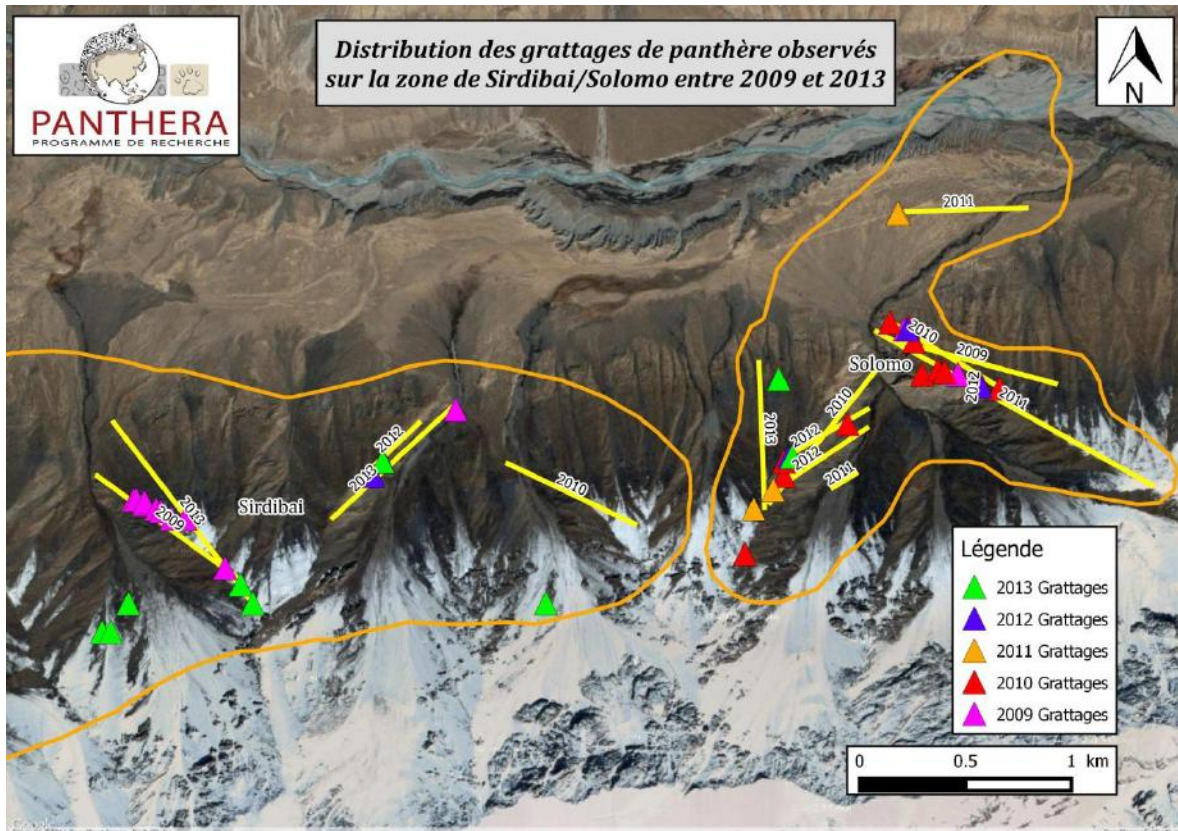 Distribution des grattages de panthère observés
sur la zone de Sirdibai/Solomo entre 2009 et 2013
PANTHERA
PROGRAMME DE RECHERCHE
N
2011
2010
2009
Solomo
2012
2011
2010
2013
2012
2012
2011
2012
2013
2010
Sirdibai
2013
2009
Légende
2013 Grattages
2012 Grattages
2011 Grattages
2010 Grattages
2009 Grattages
0 0.5 1 km